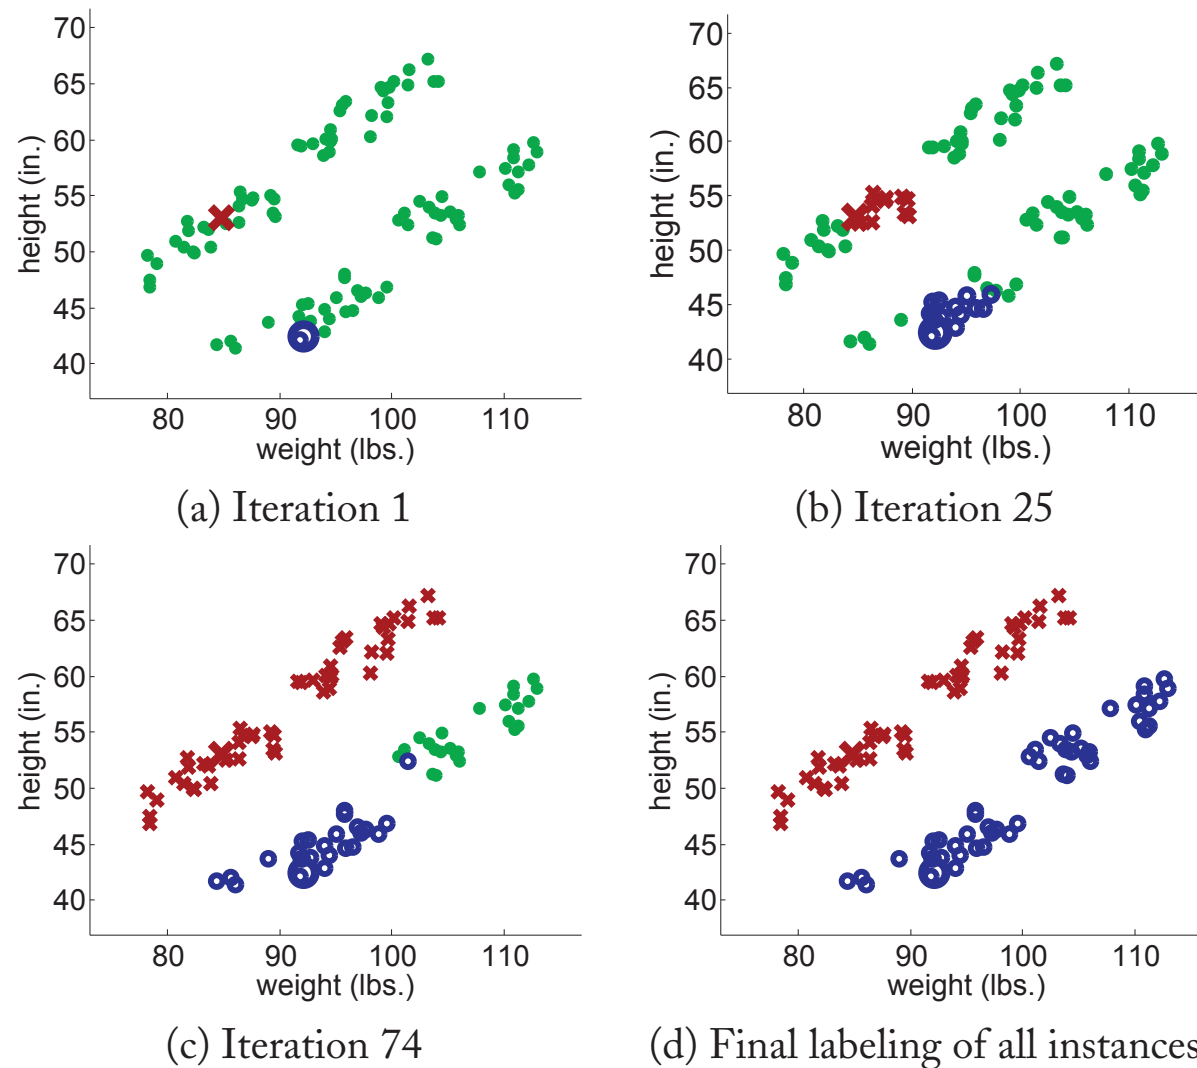 70
65
60
55
50
45
40
height (in.)
80 90 100 110
weight (lbs.)
(a) Iteration 1
70
65
60
55
50
45
40
height (in.)
80 90 100 110
weight (lbs.)
(b) Iteration 25
70
65
60
55
50
45
40
height (in.)
80 90 100 110
weight (lbs.)
(c) Iteration 74
70
65
60
55
50
45
40
height (in.)
80 90 100 110
weight (lbs.)
(d) Final labeling of all instances